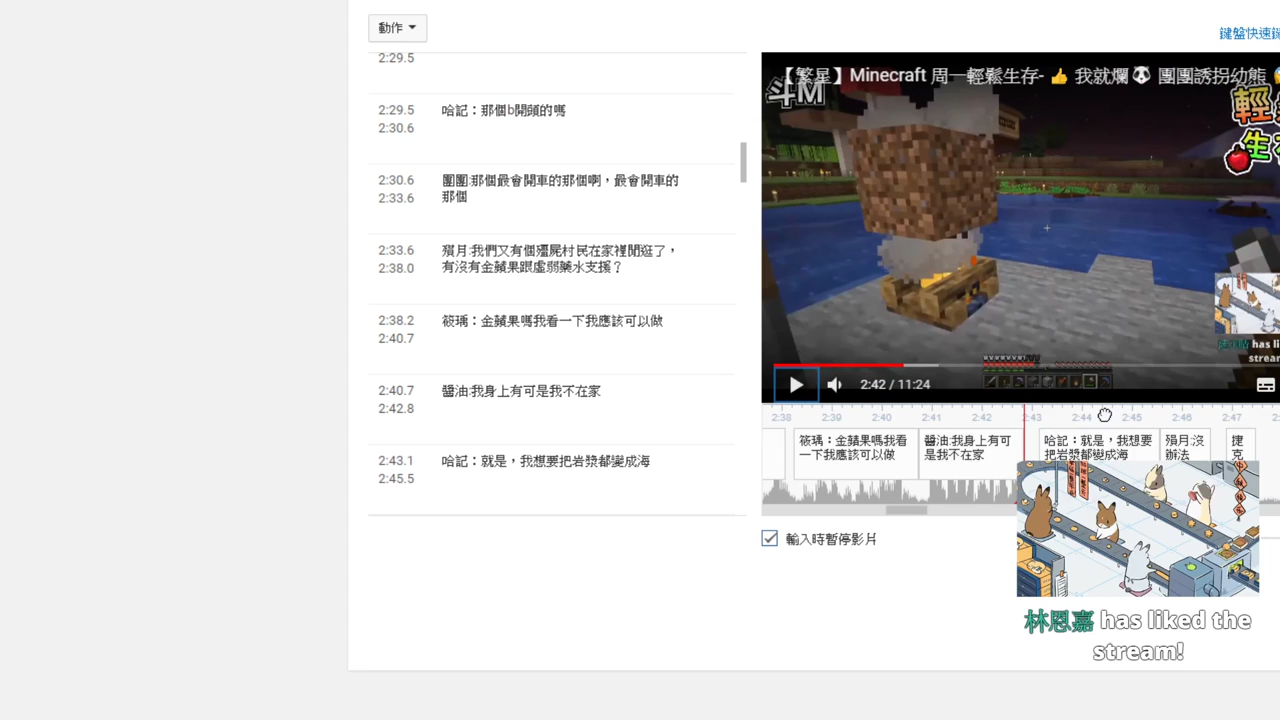 動作
鍵盤快速鍵
2:29.5
2:29.5
哈記：那個b開頭的嗎
2:30.6
2:30.6
團團:那個最會開車的那個啊，最會開車的
那個
2:33.6
2:33.6
殞月:我們又有個殭屍村民在家裡閒逛了，
有沒有金蘋果跟虛弱藥水支援？
2:38.0
2:38.2
筱瑀：金蘋果嗎我看一下我應該可以做
2:40.7
2:40.7
醬油:我身上有可是我不在家
2:42.8
2:43.1
哈記：就是，我想要把岩漿都變成海
2:45.5
【繁星】Minecraft 周一輕鬆生存- 👍 我就爛🐼 團團誘拐幼熊
斗M
輕
生
2:42 / 11:24
has liked
stream!
2:38 2:39 2:40 2:41 2:42 2:43 2:44 2:45 2:46 2:47
筱瑀：金蘋果嗎我看
一下我應該可以做
醬油:我身上有可
是我不在家
哈記：就是，我想要
把岩漿都變成海
殞月:沒
辦法
捷
克
輸入時暫停影片
林恩嘉 has liked the
stream!